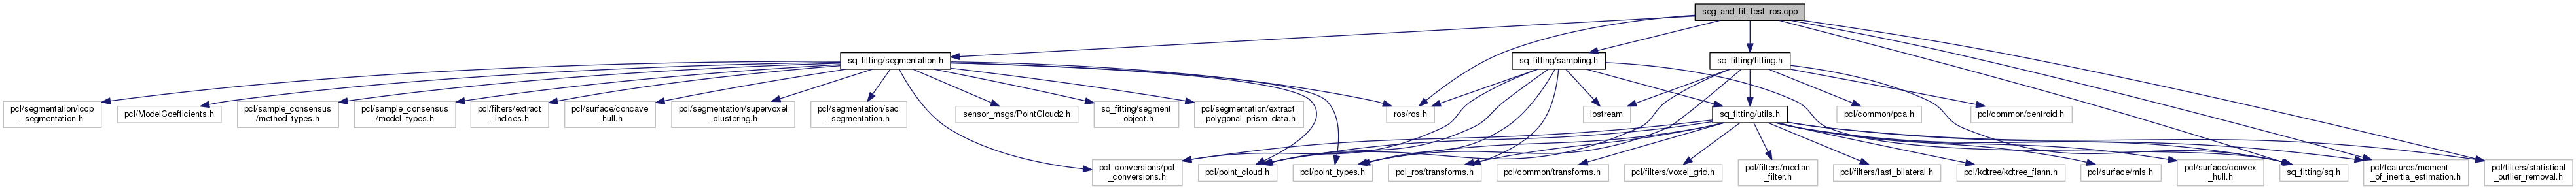 seg_and_fit_test_ros.cpp
sq_fitting/segmentation.h
sq_fitting/sampling.h
sq_fitting/fitting.h
pcl/segmentation/lccp
_segmentation.h
pcl/ModelCoefficients.h
pcl/sample_consensus
/method_types.h
pcl/sample_consensus
/model_types.h
pcl/filters/extract
_indices.h
pcl/surface/concave
_hull.h
pcl/segmentation/supervoxel
_clustering.h
pcl/segmentation/sac
_segmentation.h
sensor_msgs/PointCloud2.h
sq_fitting/segment
_object.h
pcl/segmentation/extract
_polygonal_prism_data.h
ros/ros.h
iostream
sq_fitting/utils.h
pcl/common/pca.h
pcl/common/centroid.h
pcl_conversions/pcl
_conversions.h
pcl/point_cloud.h
pcl/point_types.h
pcl_ros/transforms.h
pcl/common/transforms.h
pcl/filters/voxel_grid.h
pcl/filters/median
_filter.h
pcl/filters/fast_bilateral.h
pcl/kdtree/kdtree_flann.h
pcl/surface/mls.h
pcl/surface/convex
_hull.h
sq_fitting/sq.h
pcl/features/moment
_of_inertia_estimation.h
pcl/filters/statistical
_outlier_removal.h